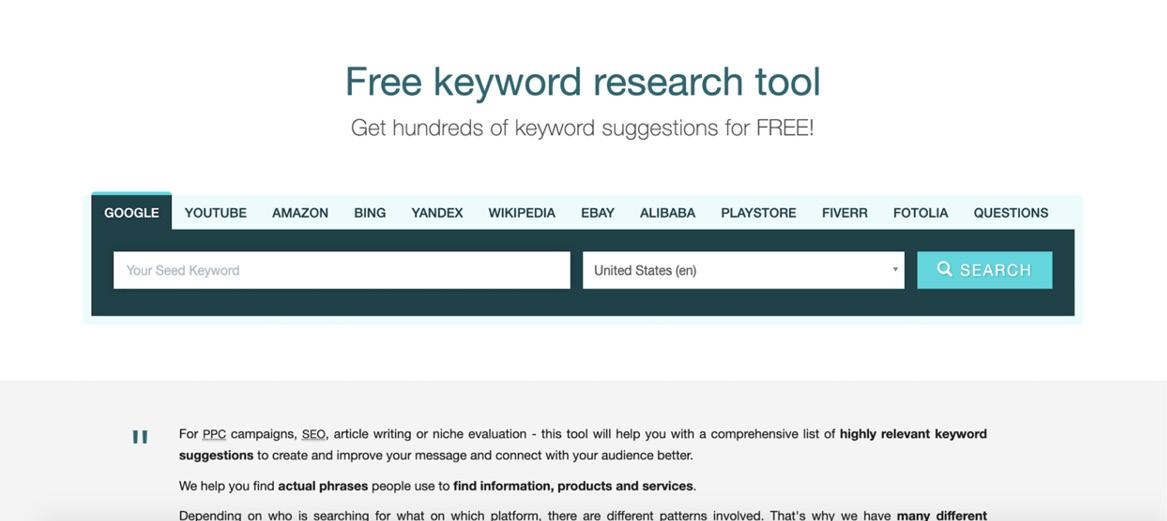 Free keyword research tool
Get hundreds of keyword suggestions for FREE!
GOOGLE YOUTUBE AMAZON BING YANDEX WIKIPEDIA EBAY ALIBABA PLAYSTORE FIVERR FOTOLIA QUESTIONS
Your Seed Keyword United States (en) SEARCH
" For PPC campaigns, SEO, article writing or niche evaluation - this tool will help you with a comprehensive list of highly relevant keyword
suggestions to create and improve your message and connect with your audience better.
We help you find actual phrases people use to find information, products and services.
Depending on who is searching for what on which platform, there are different patterns involved. That's why we have many different